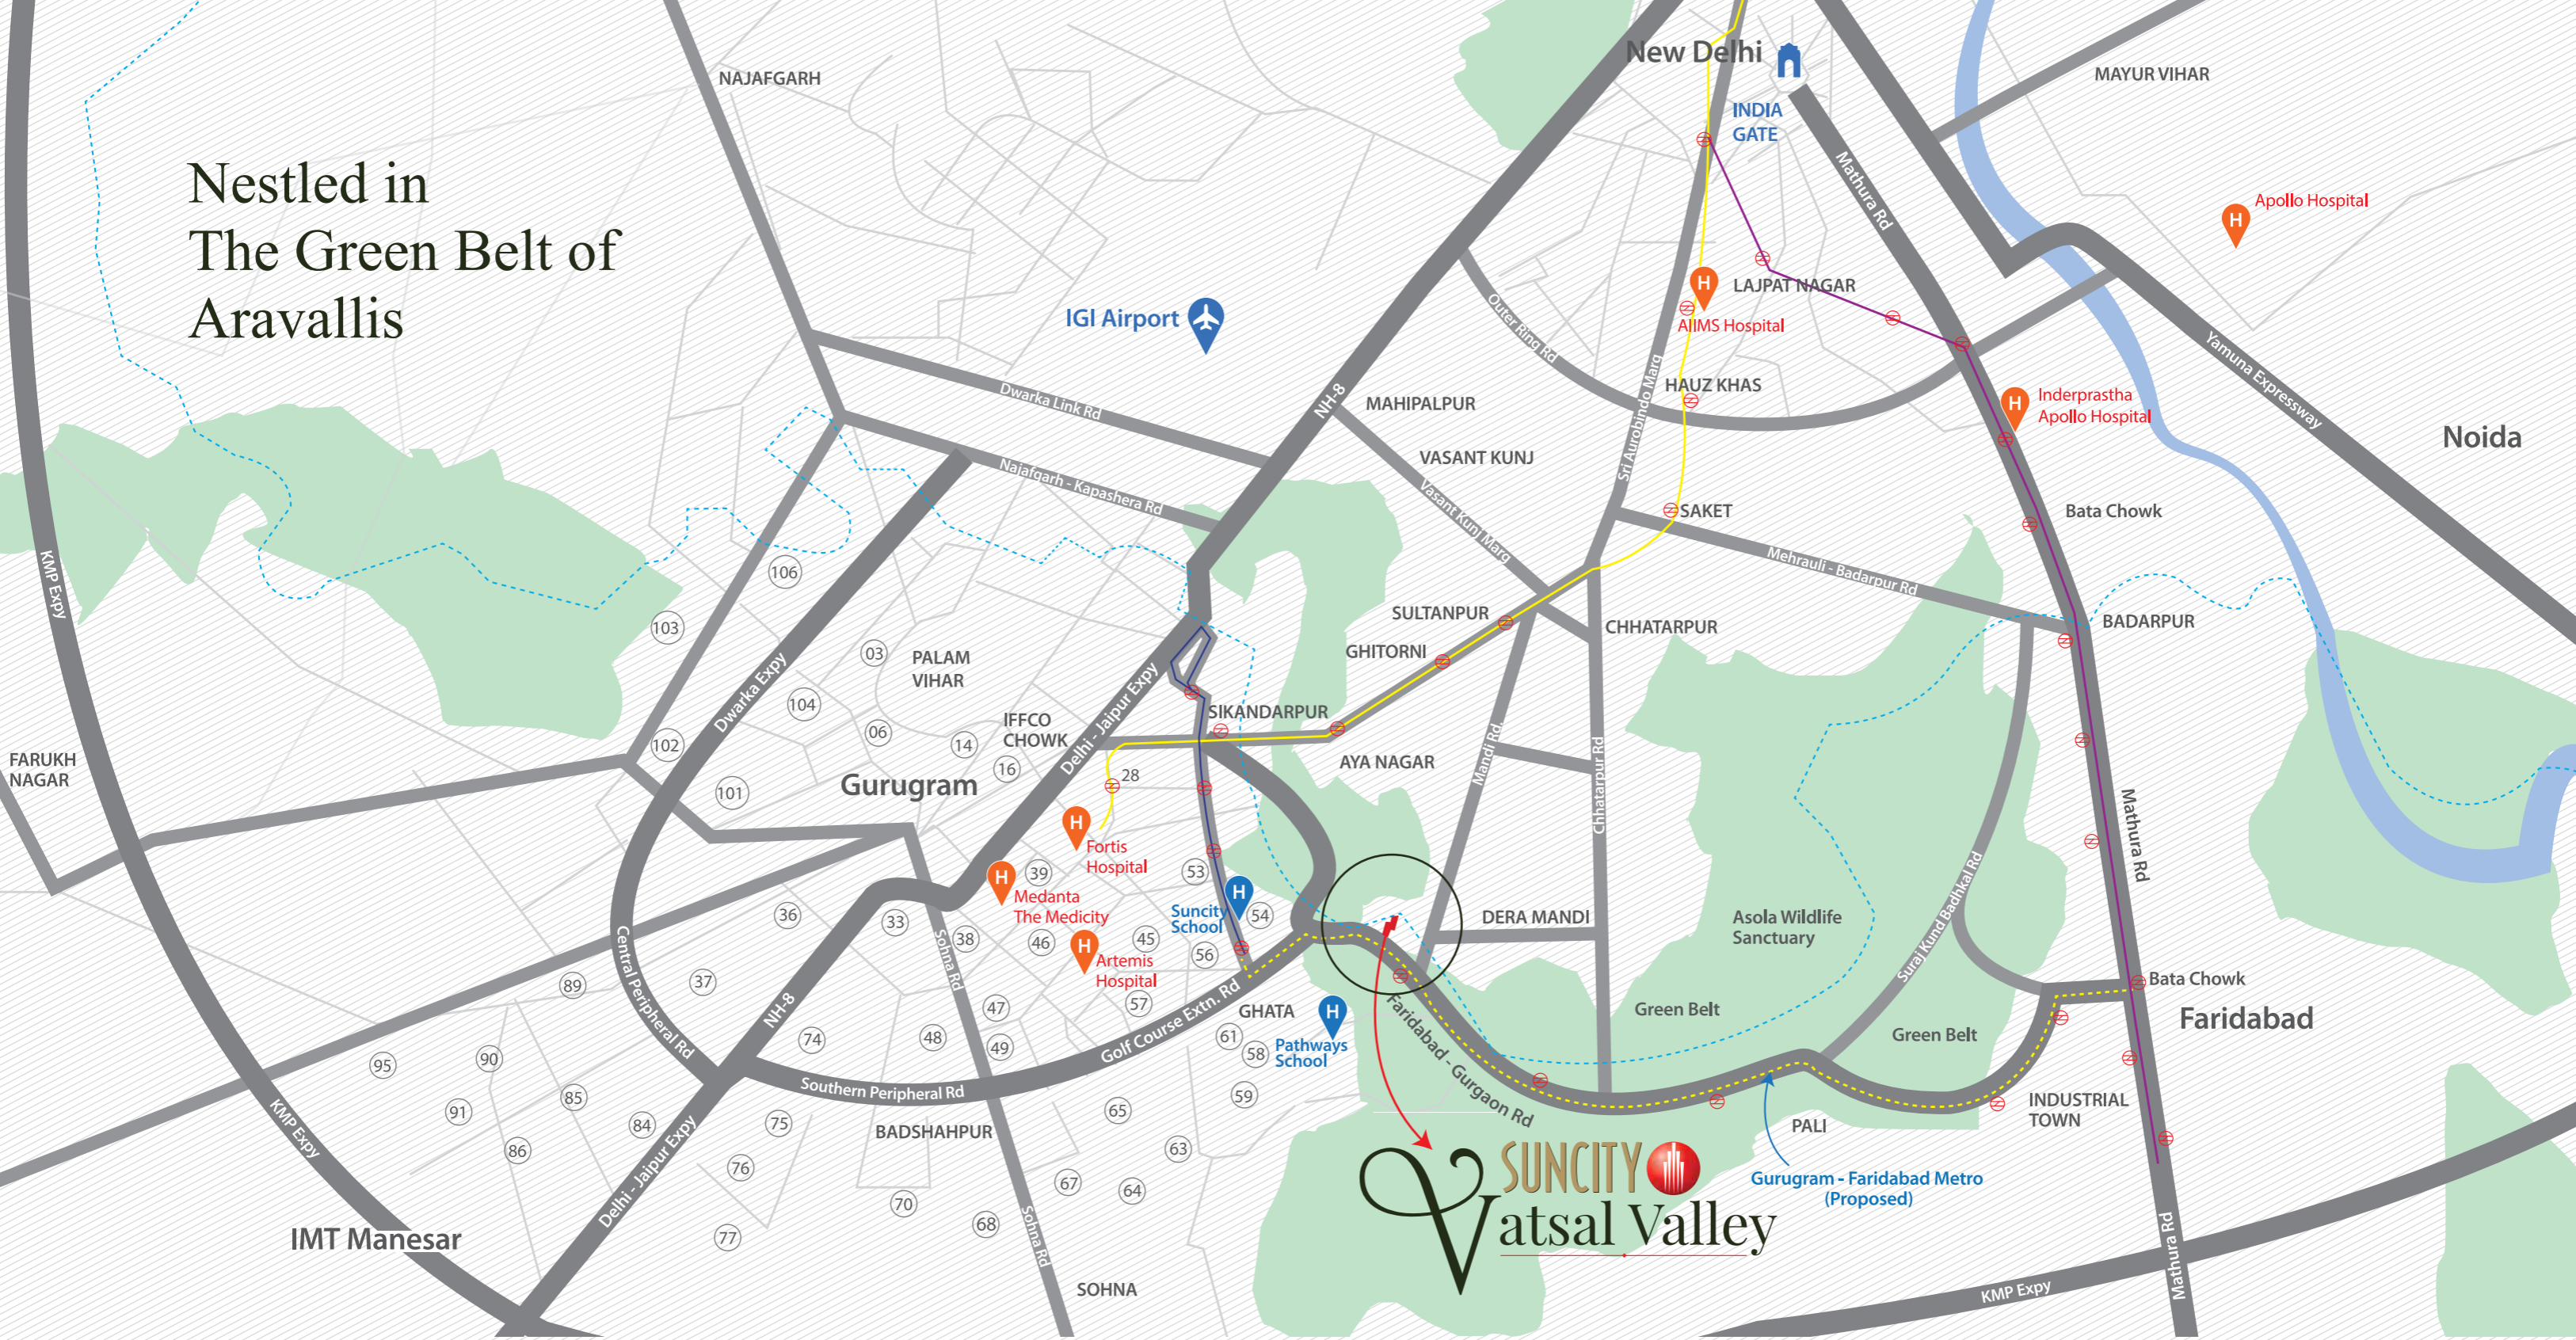 Nestled in
The Green Belt of
Aravallis
New Delhi
INDIA
GATE
NAJAFGARH
MAYUR VIHAR
Apollo Hospital
H
Mathura Rd
IGI Airport
H
LAJPAT NAGAR
AIIMS Hospital
Outer Ring Rd
Sri Aurobindo Marg
HAUZ KHAS
Yamuna Expressway
H
Inderprastha
Apollo Hospital
Noida
Dwarka Link Rd
NH-8
MAHIPALPUR
VASANT KUNJ
Vasant Kunj Marg
Najafgarh - Kapashera Rd
SAKET
Bata Chowk
Mehrauli - Badarpur Rd
KMP Expy
106
103
SULTANPUR
CHHATARPUR
BADARPUR
GHITORNI
03
PALAM
VIHAR
Dwarka Expy
104
Delhi - Jaipur Expy
SIKANDARPUR
IFFCO
CHOWK
06
14
102
16
AYA NAGAR
Mandi Rd.
Chhatarpur Rd
FARUKH
NAGAR
28
Gurugram
101
Mathura Rd
H
Fortis
Hospital
39
53
H
Medanta
The Medicity
H
Suncity
School
54
36
33
38
46
45
56
H
Artemis
Hospital
DERA MANDI
Asola Wildlife
Sanctuary
Suraj Kund Badhkal Rd
Central Peripheral Rd
Sohna Rd
89
37
NH-8
47
57
Golf Course Extn. Rd
GHATA
H
Pathways
School
Faridabad - Gurgaon Rd
Green Belt
Green Belt
Bata Chowk
Faridabad
74
48
49
61
58
95
90
Southern Peripheral Rd
59
85
91
84
75
65
BADSHAHPUR
KMP Expy
86
76
63
INDUSTRIAL
TOWN
PALI
Gurugram - Faridabad Metro
(Proposed)
SUNCITY
Vatsal Valley
67
64
70
68
77
Delhi - Jaipur Expy
Sohna Rd
IMT Manesar
SOHNA
Mathura Rd
KMP Expy